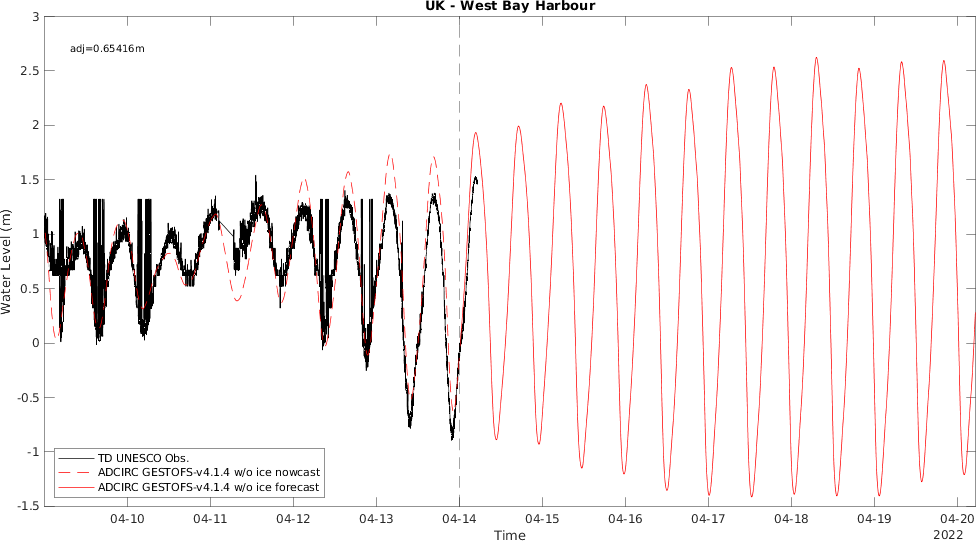 UK - West Bay Harbour
adj=0.65416m
3
2.5
2
1.5
1
0.5
0
-0.5
-1
-1.5
Water Level (m)
TD UNESCO Obs.
ADCIRC GESTOFS-v4.1.4 w/o ice nowcast
ADCIRC GESTOFS-v4.1.4 w/o ice forecast
04-10 04-11 04-12 04-13 04-14 04-15 04-16 04-17 04-18 04-19 04-20
Time
2022